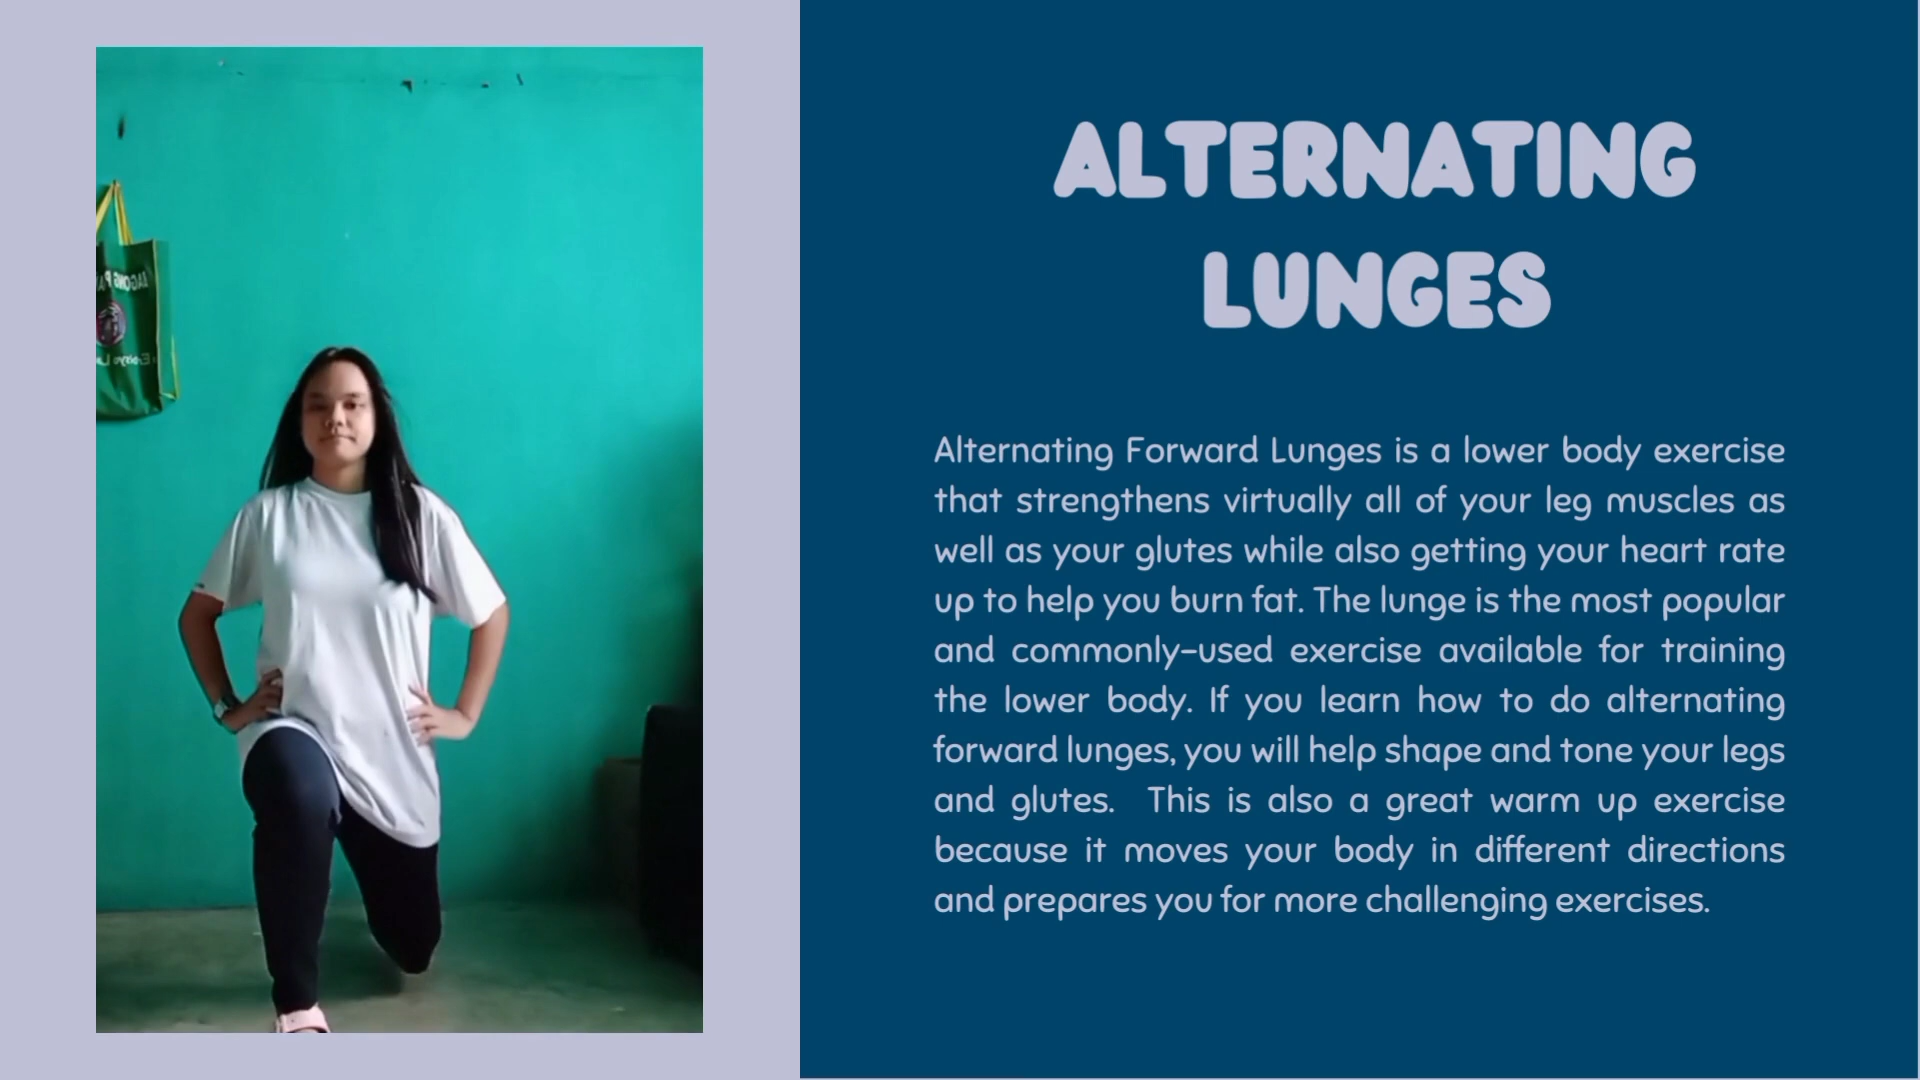 ALTERNATING
LUNGES
Alternating Forward Lunges is a lower body exercise
that strengthens virtually all of your leg muscles as
well as your glutes while also getting your heart rate
up to help you burn fat. The lunge is the most popular
and commonly-used exercise available for training
the lower body. If you learn how to do alternating
forward lunges, you will help shape and tone your legs
and glutes.  This is also a great warm up exercise
because it moves your body in different directions
and prepares you for more challenging exercises.